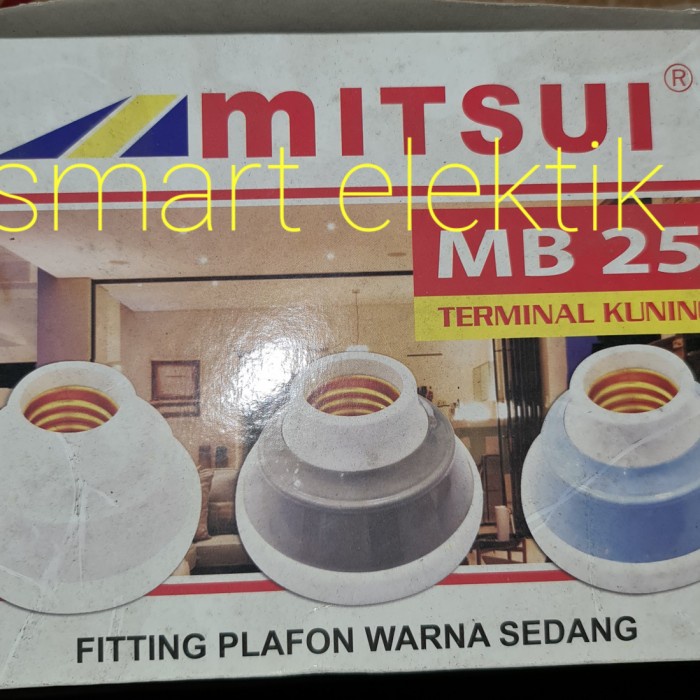 mITSUI ®
smart elektik
MB 25
TERMINAL KUNIN
FITTING PLAFON WARNA SEDANG